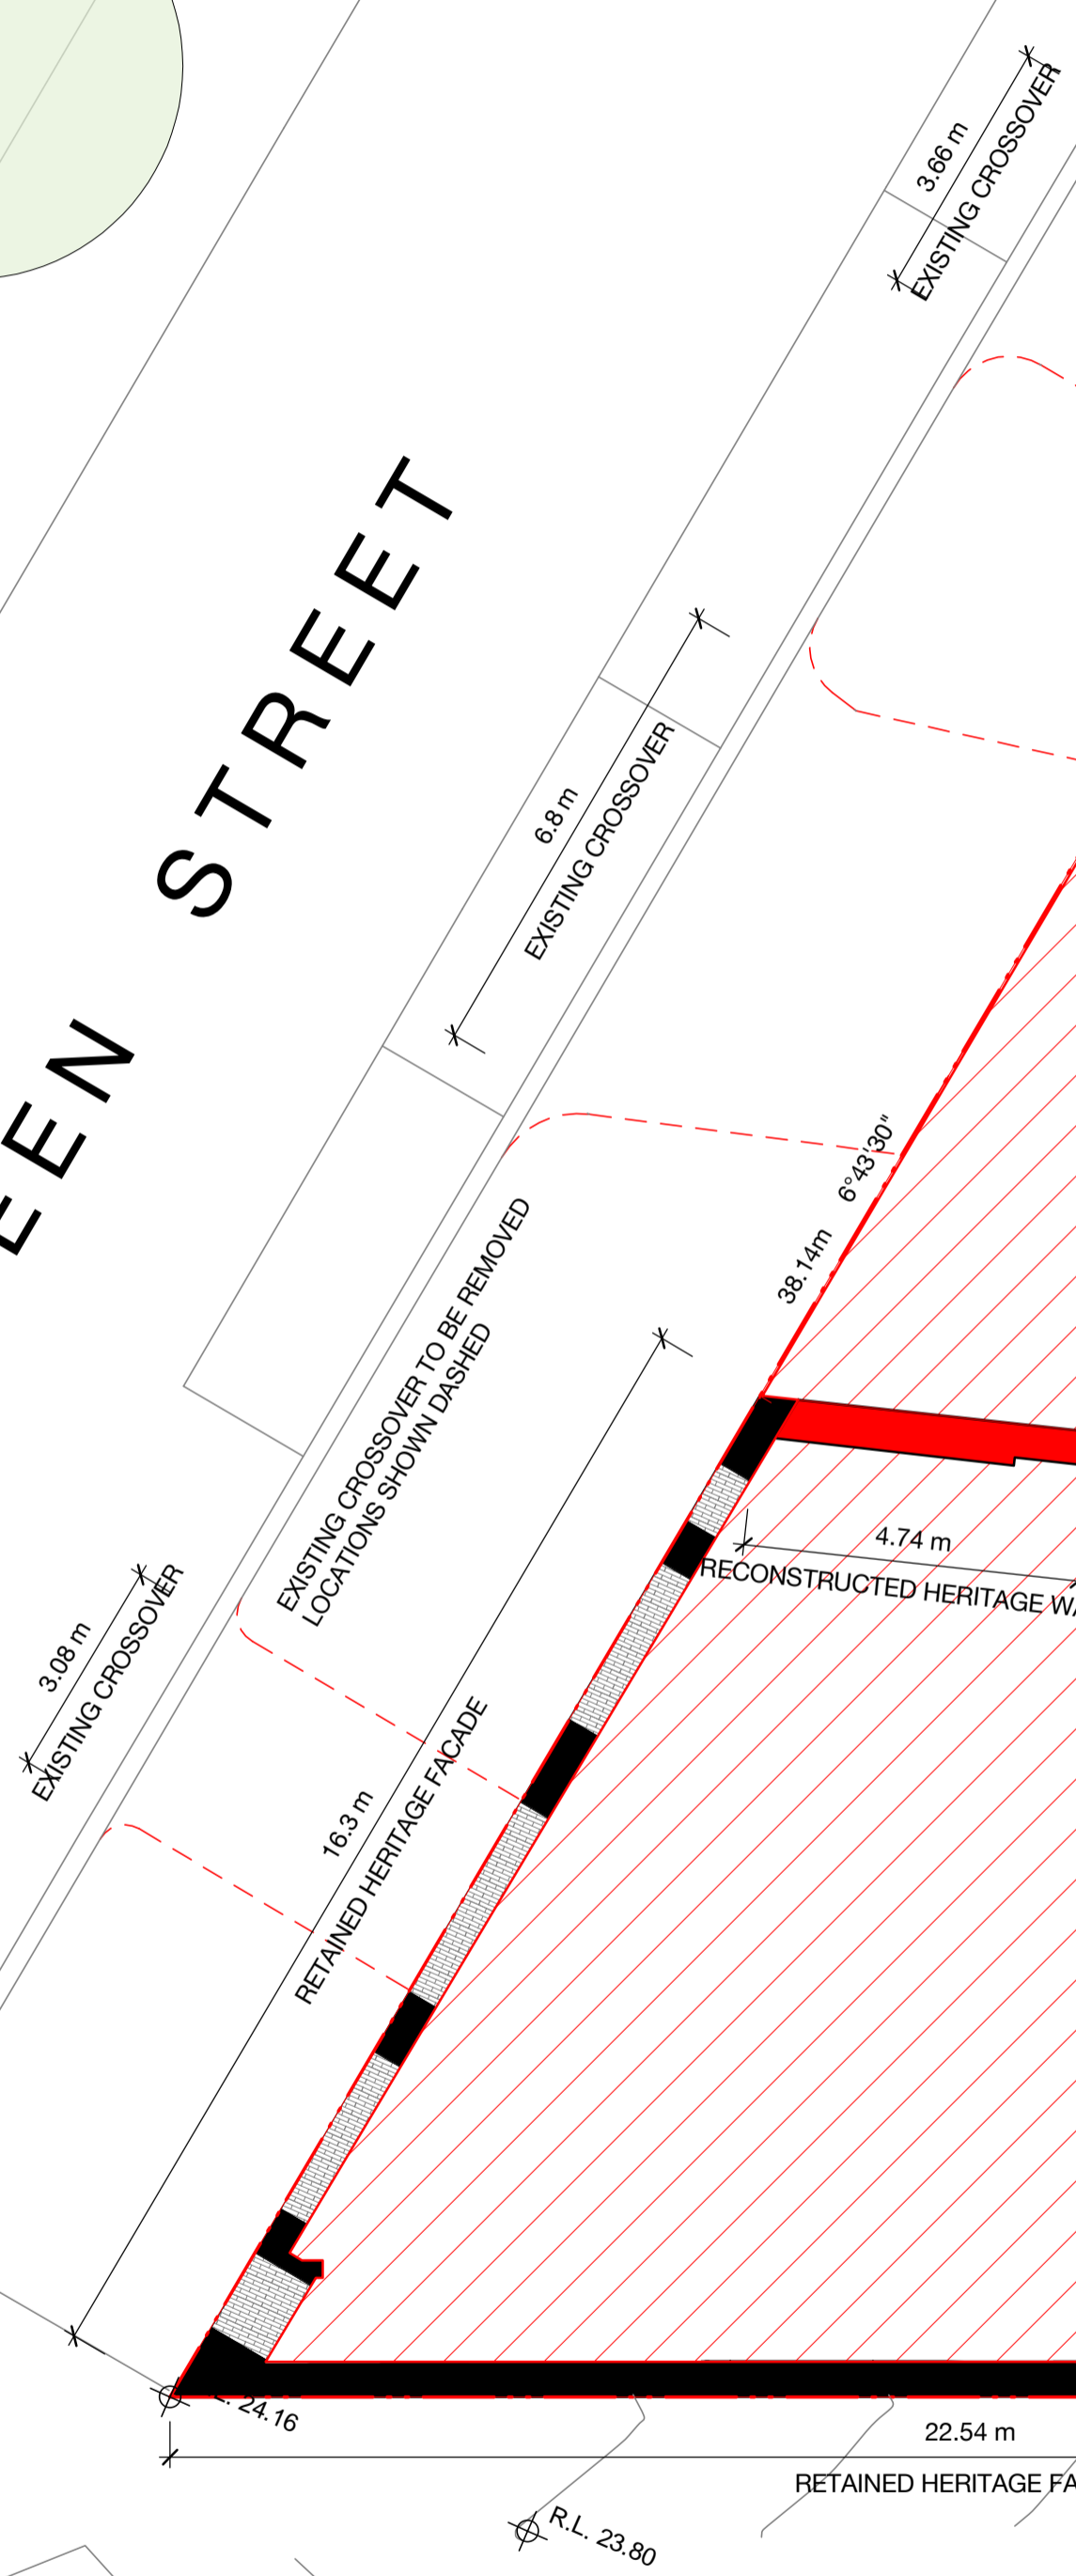 3.66 m
EXISTING CROSSOVER
STREET
EEN
6.8 m
EXISTING CROSSOVER
6°43'30"
38.14m
EXISTING CROSSOVER TO BE REMOVED
LOCATIONS SHOWN DASHED
4.74 m
RECONSTRUCTED HERITAGE
3.08 m
EXISTING CROSSOVER
16.3 m
RETAINED HERITAGE FACADE
24.16
22.54 m
RETAINED HERITAGE
R.L. 23.80